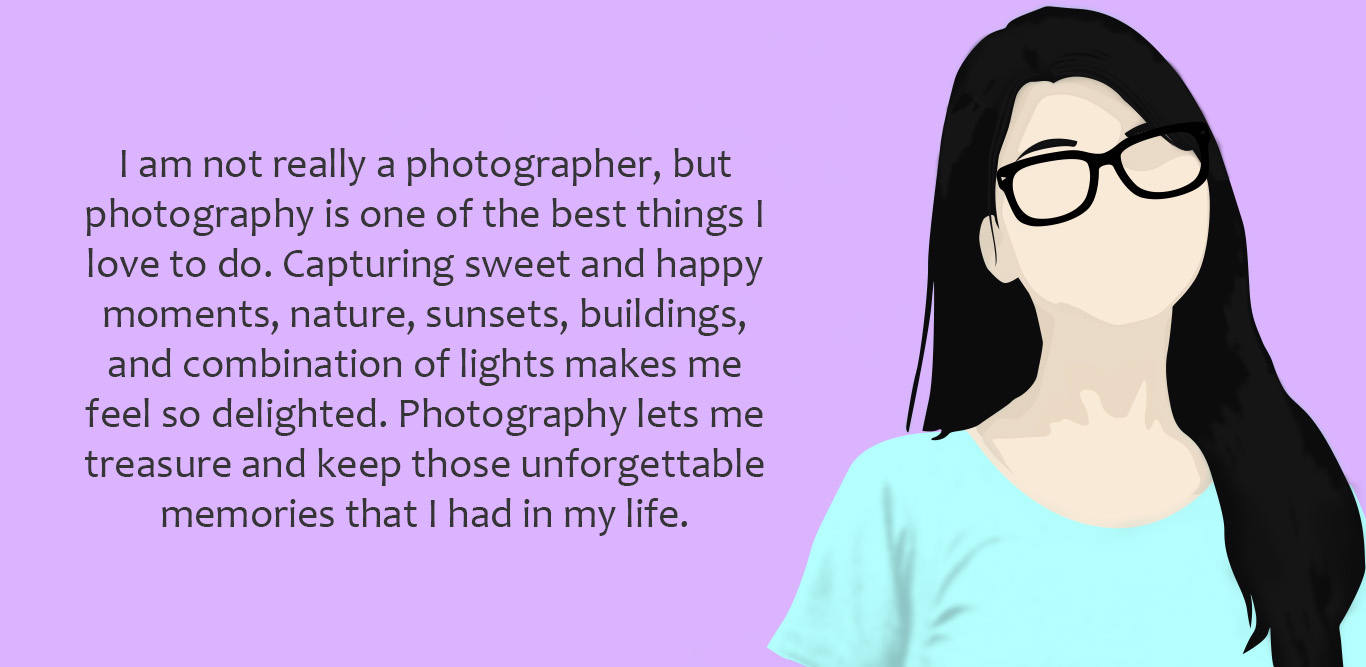 I am not really a photographer, but
photography is one of the best things I
love to do. Capturing sweet and happy
moments, nature, sunsets, buildings,
and combination of lights makes me
feel so delighted. Photography lets me
treasure and keep those unforgettable
memories that I had in my life.